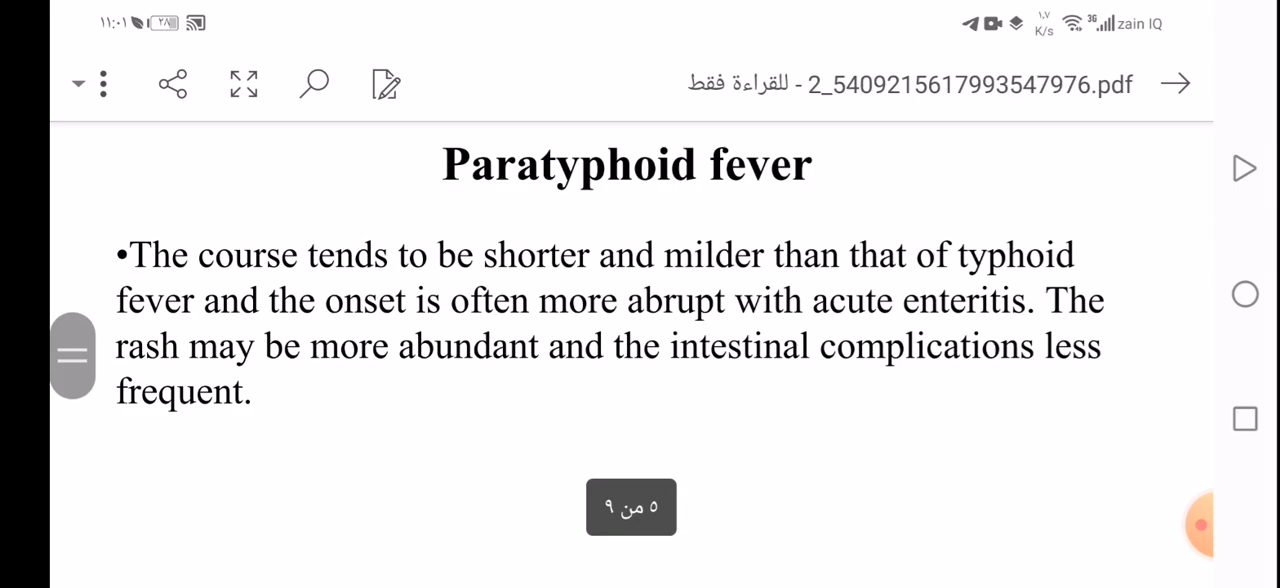 ١١:٠١ ٢٨ ١,٧ K/s 3G zain IQ
2_5409215617993547976.pdf - للقراءة فقط
Paratyphoid fever
•The course tends to be shorter and milder than that of typhoid
fever and the onset is often more abrupt with acute enteritis. The
rash may be more abundant and the intestinal complications less
frequent.
٥ من ٩